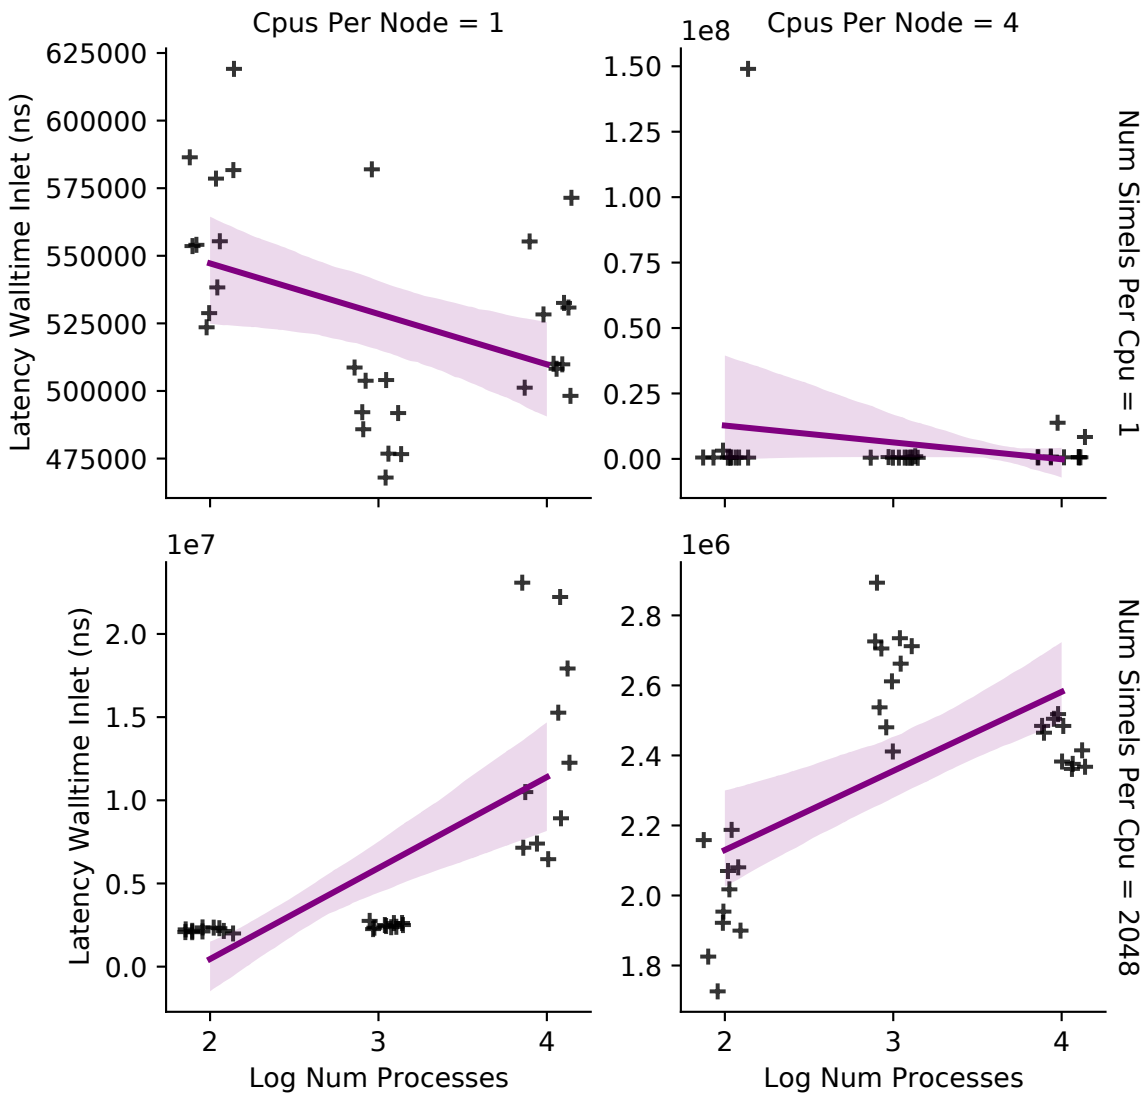 Cpus Per Node = 1
Cpus Per Node = 4
1e8
625000
600000
575000
550000
525000
500000
475000
Latency Walltime Inlet (ns)
1.50
1.25
1.00
0.75
0.50
0.25
0.00
Num Simels Per Cpu = 1
1e7
1e6
2.0
1.5
1.0
0.5
0.0
Latency Walltime Inlet (ns)
2.8
2.6
2.4
2.2
2.0
1.8
Num Simels Per Cpu = 2048
2 3 4
2 3 4
Log Num Processes
Log Num Processes